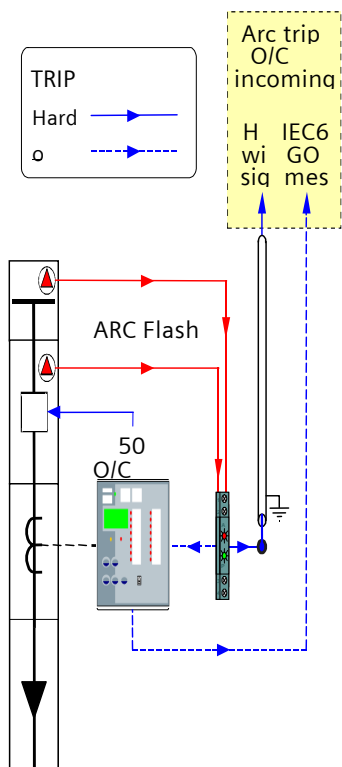 Arc trip
O/C
incoming
TRIP
Hard
H IEC6
wi GO
sig mes
ARC Flash
50
O/C